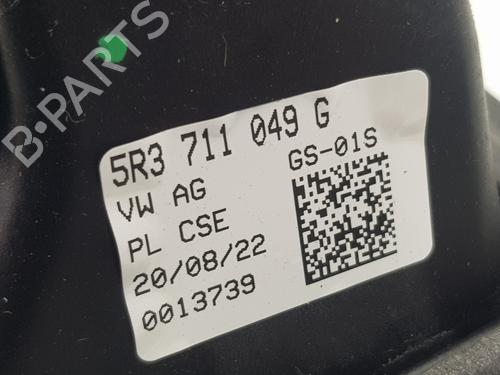 B-PARTS
5R3 711 049 G
VW AG
GS-01S
PL CSE
20/08/22
0013739